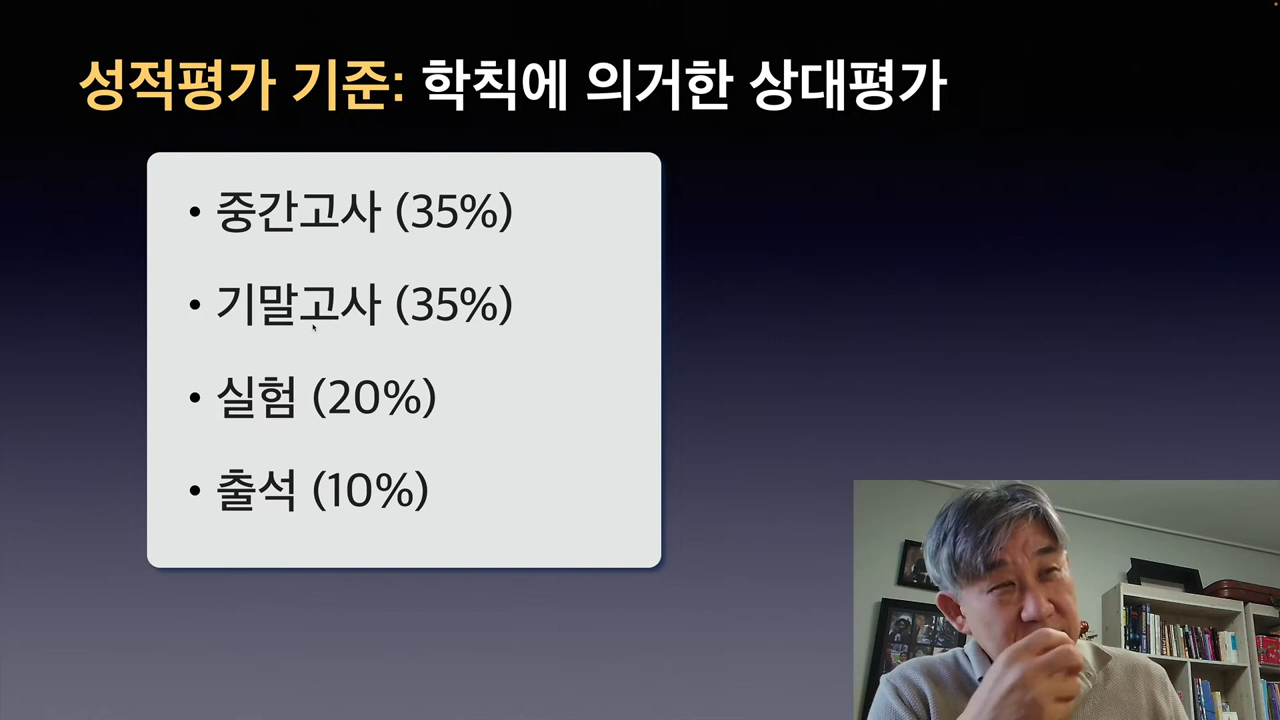 성적평가 기준: 학칙에 의거한 상대평가
• 중간고사 (35%)
• 기말고사 (35%)
• 실험 (20%)
• 출석 (10%)